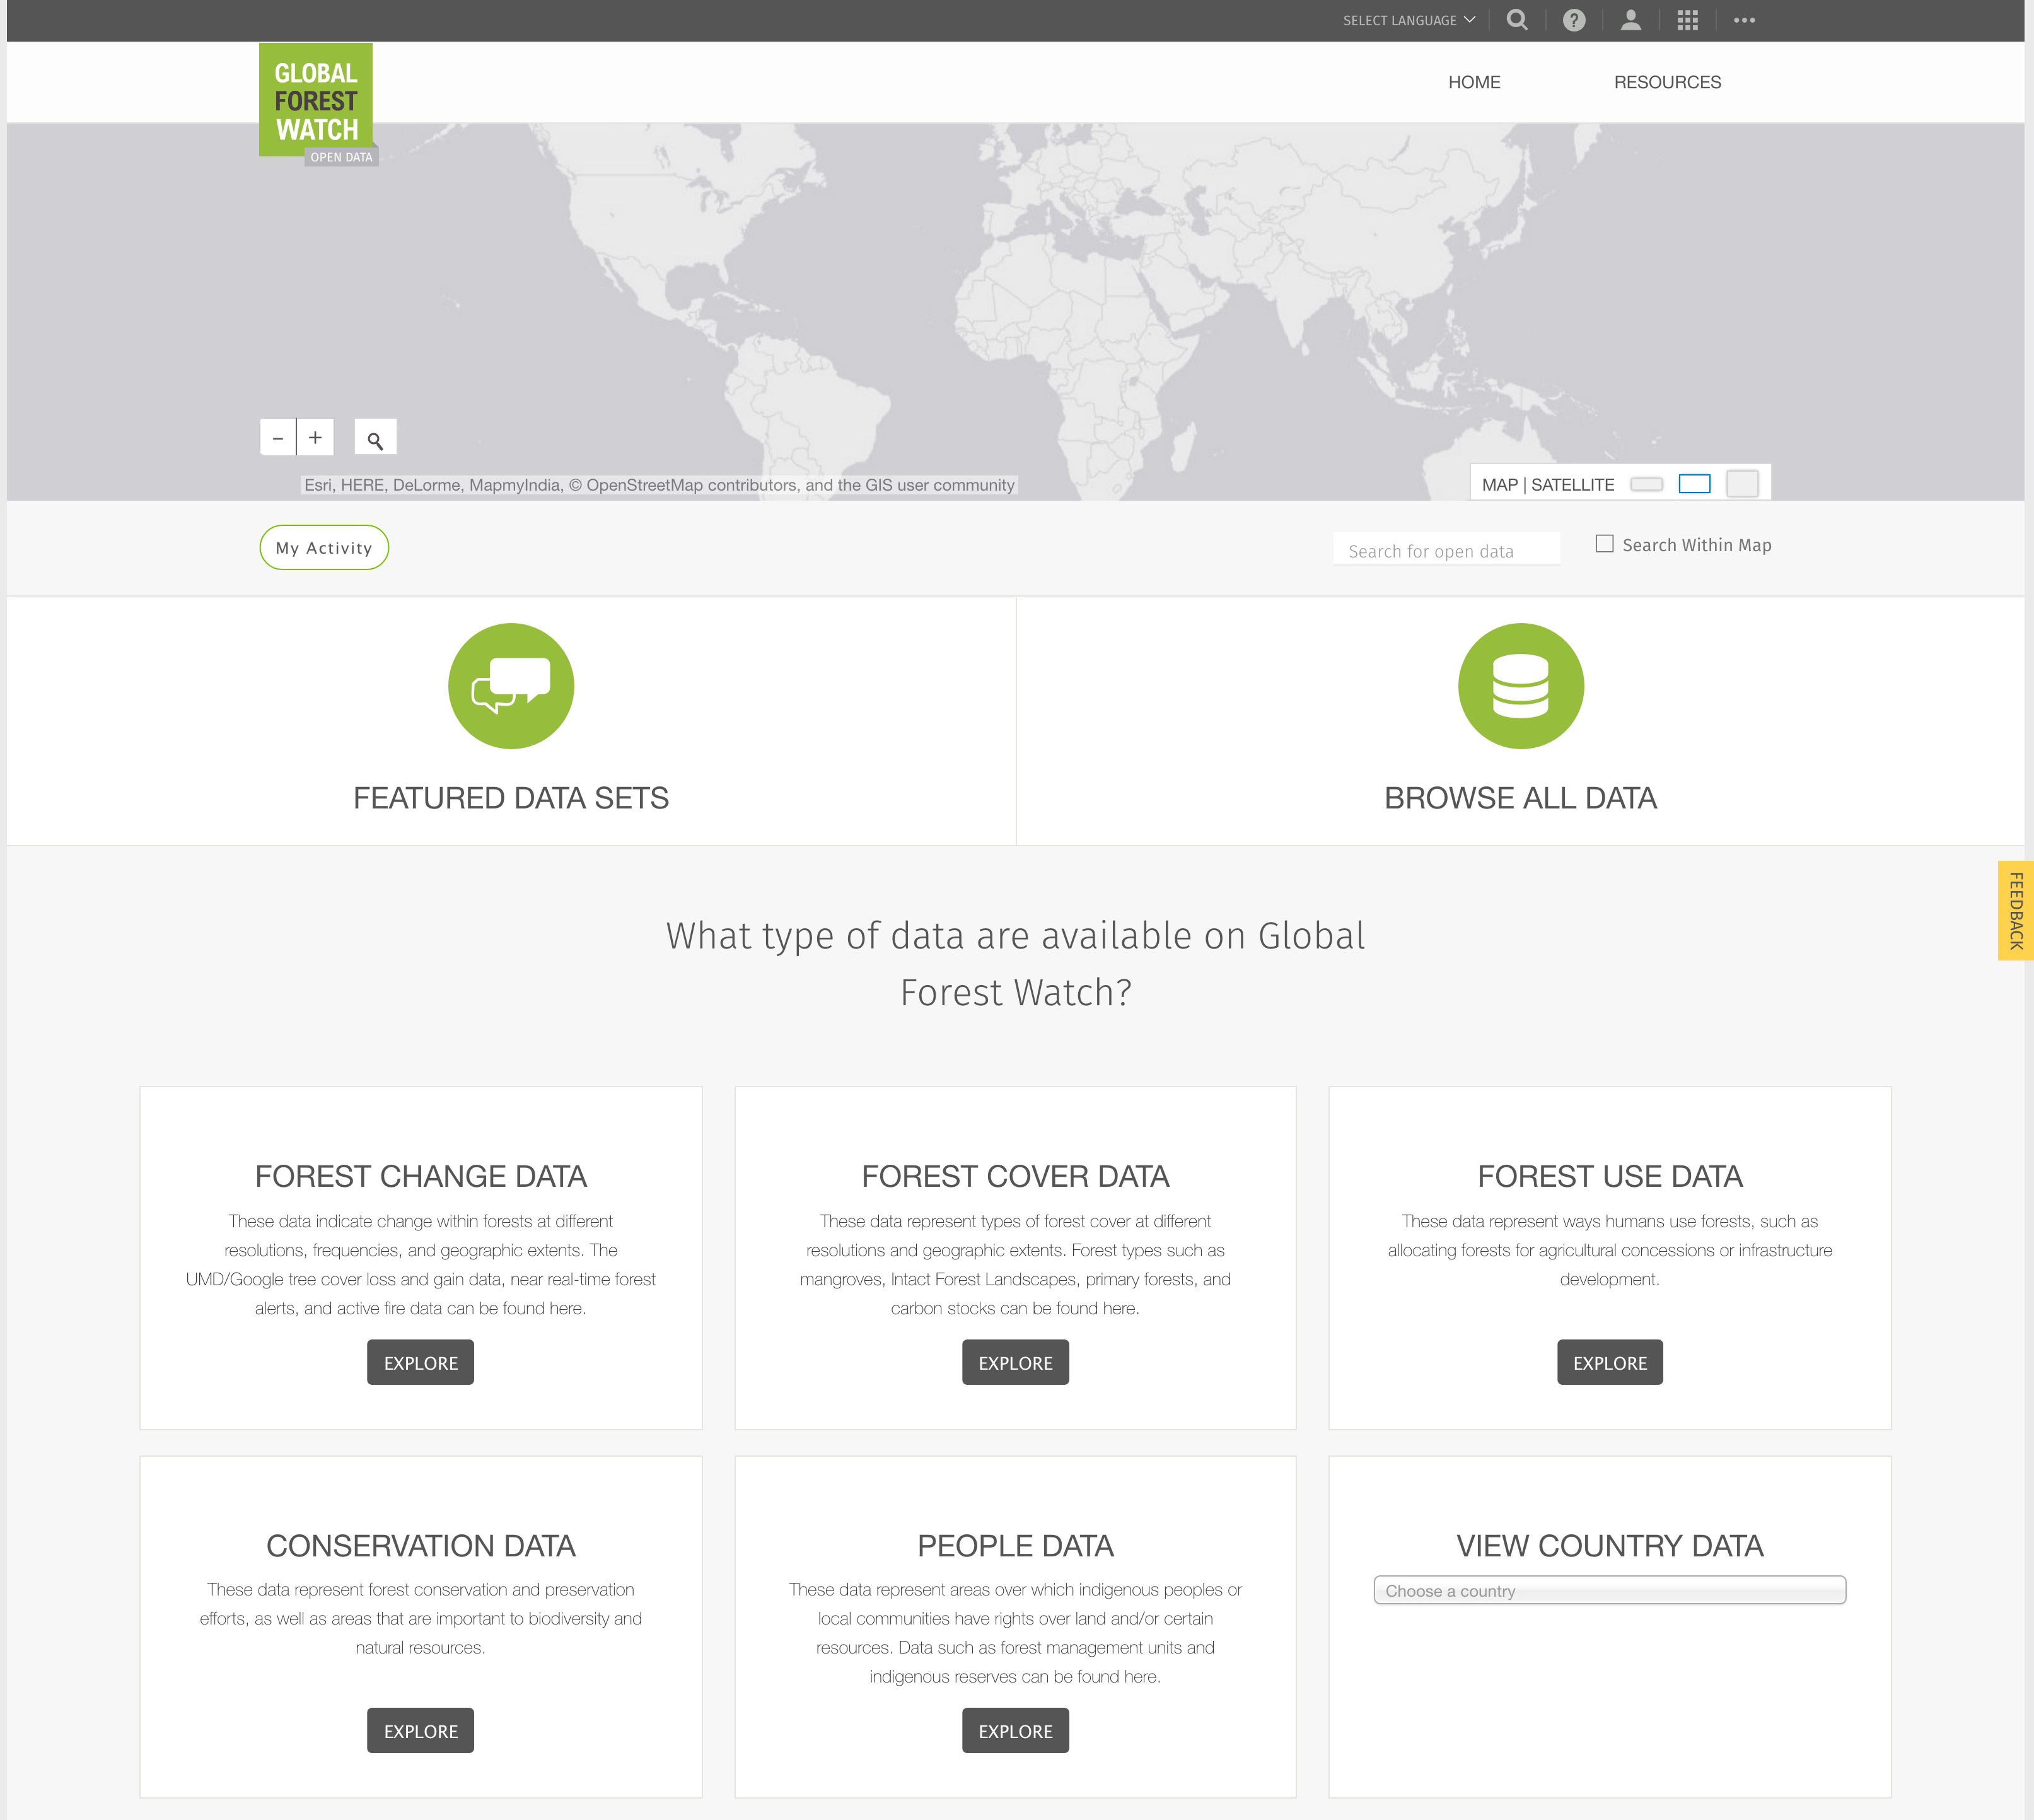 SELECT LANGUAGE
GLOBAL
FOREST
WATCH
OPEN DATA
HOME
RESOURCES
Esri, HERE, DeLorme, MapmyIndia, © OpenStreetMap contributors, and the GIS user community
MAP | SATELLITE
My Activity
Search for open data
Search Within Map
FEATURED DATA SETS
BROWSE ALL DATA
FEEDBACK
What type of data are available on Global
Forest Watch?
FOREST CHANGE DATA
These data indicate change within forests at different
resolutions, frequencies, and geographic extents. The
UMD/Google tree cover loss and gain data, near real-time forest
alerts, and active fire data can be found here.
EXPLORE
FOREST COVER DATA
These data represent types of forest cover at different
resolutions and geographic extents. Forest types such as
mangroves, Intact Forest Landscapes, primary forests, and
carbon stocks can be found here.
EXPLORE
FOREST USE DATA
These data represent ways humans use forests, such as
allocating forests for agricultural concessions or infrastructure
development.
EXPLORE
CONSERVATION DATA
These data represent forest conservation and preservation
efforts, as well as areas that are important to biodiversity and
natural resources.
EXPLORE
PEOPLE DATA
These data represent areas over which indigenous peoples or
local communities have rights over land and/or certain
resources. Data such as forest management units and
indigenous reserves can be found here.
EXPLORE
VIEW COUNTRY DATA
Choose a country